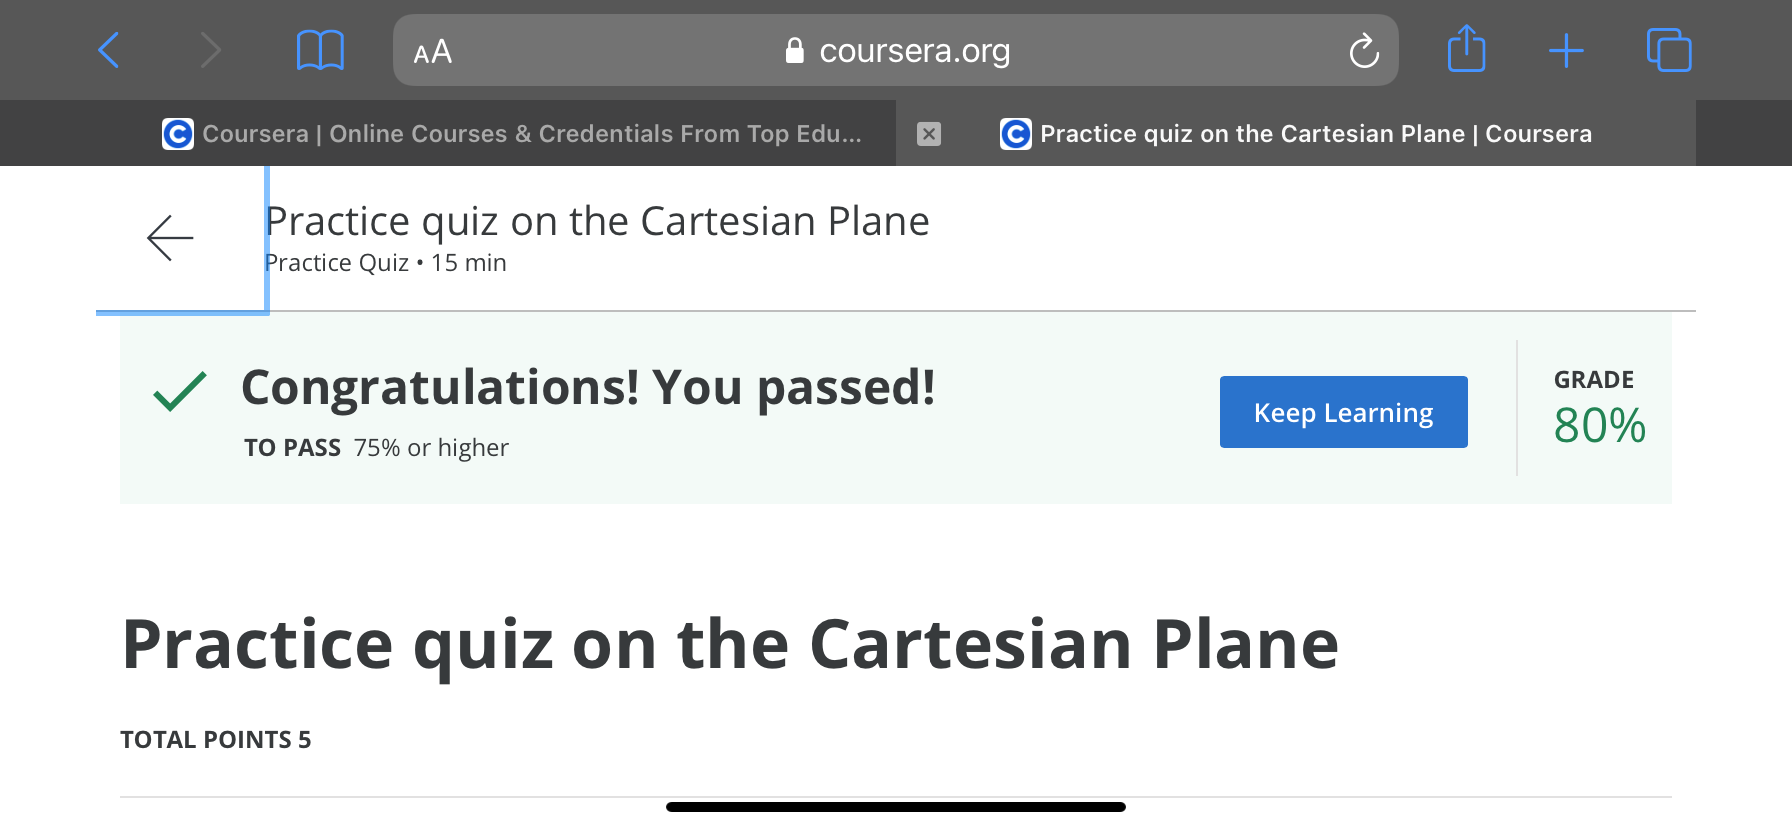 AA coursera.org
Coursera | Online Courses & Credentials From Top Edu...
Practice quiz on the Cartesian Plane | Coursera
Practice quiz on the Cartesian Plane
Practice Quiz • 15 min
Congratulations! You passed!
TO PASS 75% or higher
Keep Learning
GRADE
80%
Practice quiz on the Cartesian Plane
TOTAL POINTS 5